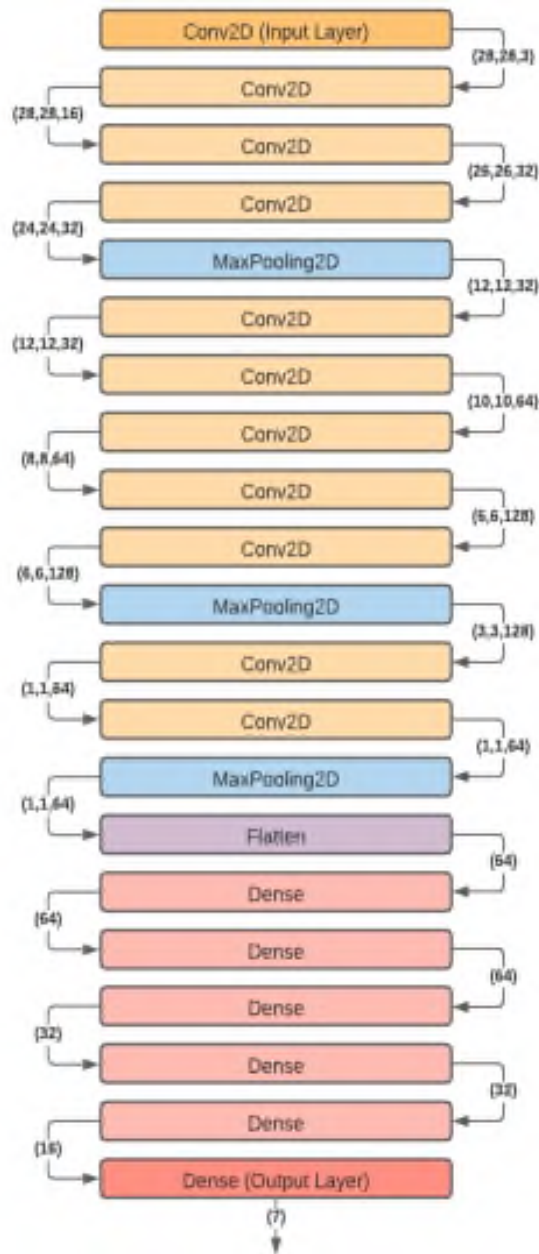 Conv2D (Input Layer)
(28,28,3)
Conv2D
(28,28,16)
Conv2D
(26,26,32)
Conv2D
(24,24,32)
MaxPooling2D
(12,12,32)
Conv2D
(12,12,32)
Conv2D
(10,10,64)
Conv2D
(8,8,64)
Conv2D
(6,6,128)
Conv2D
(6,6,128)
MaxPooling2D
(3,3,128)
Conv2D
(1,1,64)
Conv2D
(1,1,64)
MaxPooling2D
(1,1,64)
Flatten
(64)
Dense
(64)
Dense
(64)
Dense
(32)
Dense
(32)
Dense
(16)
Dense (Output Layer)
(7)